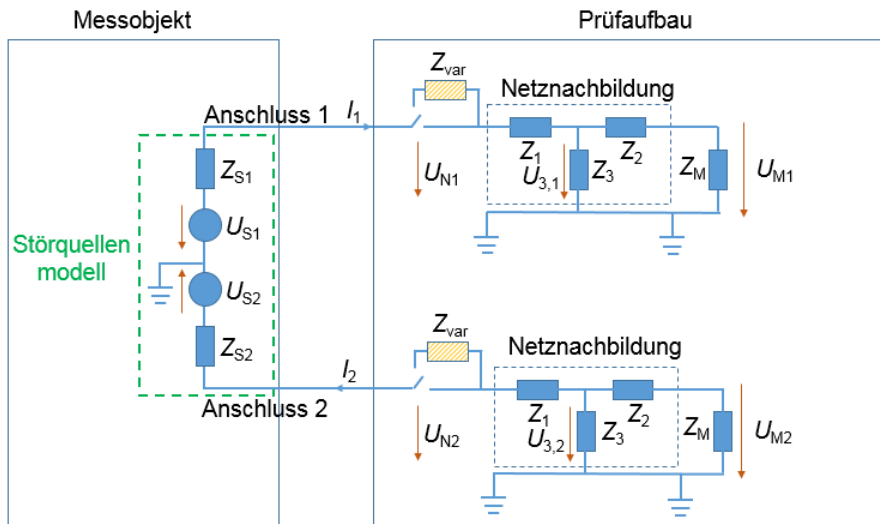 Messobjekt
Prüfaufbau
Z_var
Netznachbildung
Anschluss 1
I_1
Z_S1
U_N1
Z_1
Z_2
U_3,1
Z_3
Z_M
U_M1
Störquellen
modell
U_S1
U_S2
Z_S2
Z_var
Netznachbildung
I_2
Anschluss 2
U_N2
Z_1
Z_2
U_3,2
Z_3
Z_M
U_M2